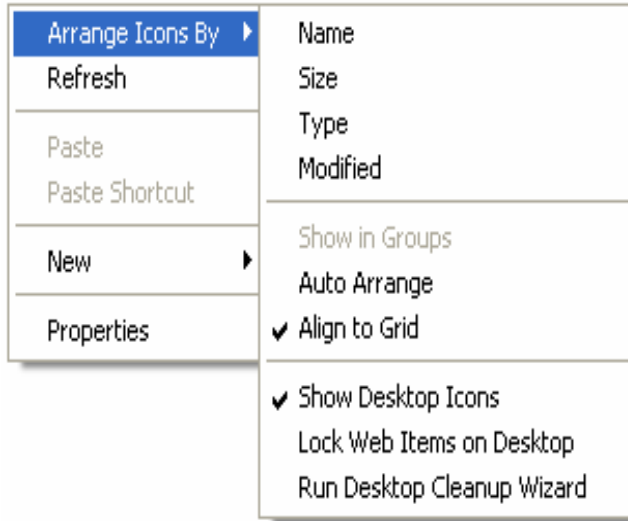 Arrange Icons By
Refresh
Paste
Paste Shortcut
New
Properties
Name
Size
Type
Modified
Show in Groups
Auto Arrange
Align to Grid
Show Desktop Icons
Lock Web Items on Desktop
Run Desktop Cleanup Wizard